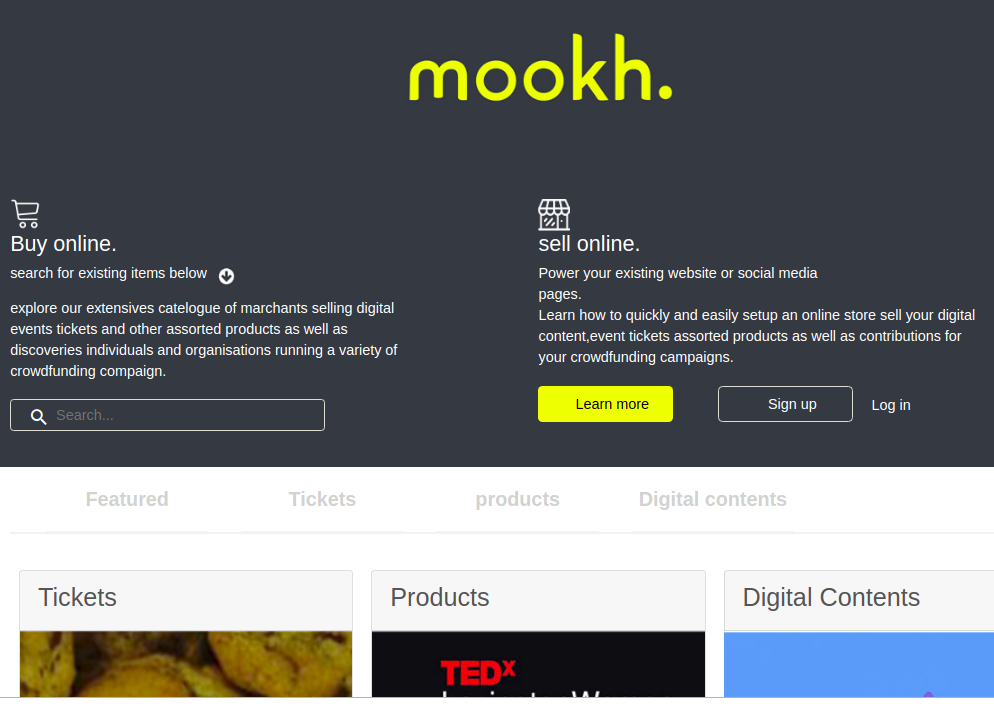 mookh.
Buy online.
search for existing items below
explore our extensives catelogue of marchants selling digital
events tickets and other assorted products as well as
discoveries individuals and organisations running a variety of
crowdfunding compaign.
Search...
sell online.
Power your existing website or social media
pages.
Learn how to quickly and easily setup an online store sell your digital
content,event tickets assorted products as well as contributions for
your crowdfunding campaigns.
Learn more
Sign up
Log in
Featured
Tickets
products
Digital contents
Tickets
Products
Digital Contents
TEDx